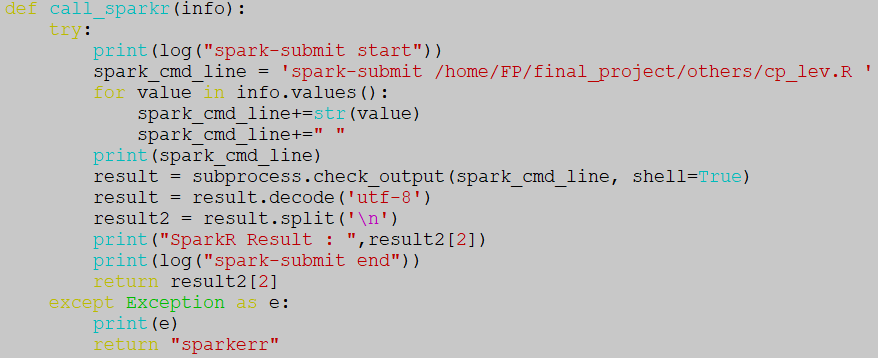 def call_sparkr(info):
    try:
        print(log("spark-submit start"))
        spark_cmd_line = 'spark-submit /home/FP/final_project/others/cp_lev.R '
        for value in info.values():
            spark_cmd_line+=str(value)
            spark_cmd_line+=" "
        print(spark_cmd_line)
        result = subprocess.check_output(spark_cmd_line, shell=True)
        result = result.decode('utf-8')
        result2 = result.split('\n')
        print("SparkR Result : ",result2[2])
        print(log("spark-submit end"))
        return result2[2]
    except Exception as e:
        print(e)
        return "sparkerr"